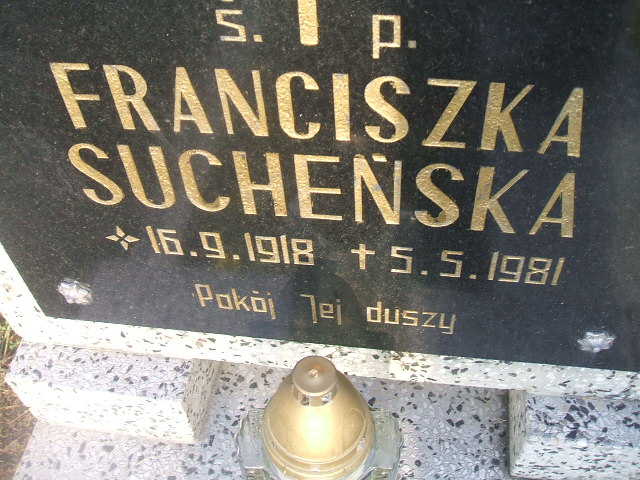 Ś. p.
FRANCISZKA
SUCHEŃSKA
16.9.1918 ✝ 5.5.1981
Pokój Jej duszy